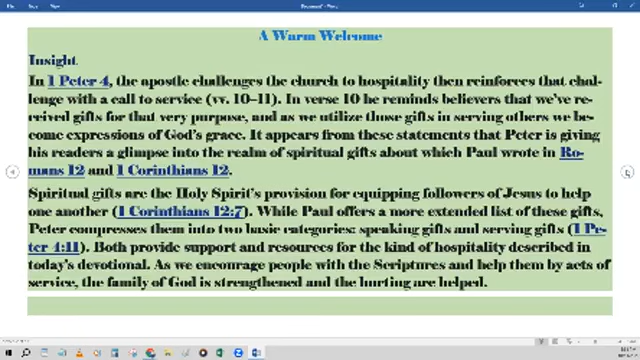 A Warm Welcome
Insight
In 1 Peter 4, the apostle challenges the church to hospitality then reinforces that chal-
lenge with a call to service (vv. 10–11). In verse 10 he reminds believers that we've re-
ceived gifts for that very purpose, and as we utilize those gifts in serving others we be-
come expressions of God's grace. It appears from these statements that Peter is giving
his readers a glimpse into the realm of spiritual gifts about which Paul wrote in Ro-
mans 12 and 1 Corinthians 12.
Spiritual gifts are the Holy Spirit's provision for equipping followers of Jesus to help
one another (1 Corinthians 12:7). While Paul offers a more extended list of these gifts,
Peter compresses them into two basic categories: speaking gifts and serving gifts (1 Pe-
ter 4:11). Both provide support and resources for the kind of hospitality described in
today's devotional. As we encourage people with the Scriptures and help them by acts of
service, the family of God is strengthened and the hurting are helped.